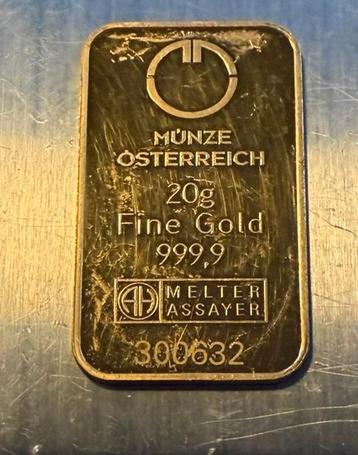 MÜNZE
ÖSTERREICH
20g
Fine Gold
999,9
MELTER
ASSAYER
300632